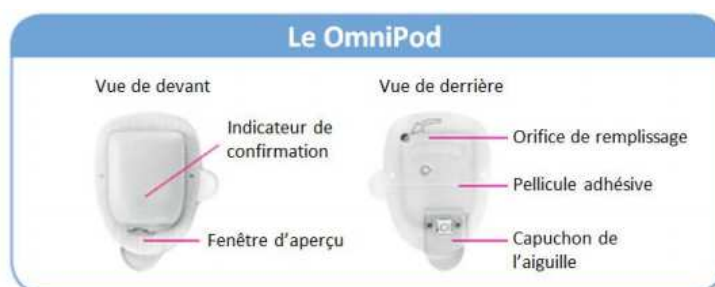 Le OmniPod
Vue de devant
Vue de derrière
Indicateur de
confirmation
Fenêtre d'aperçu
Orifice de remplissage
Pellicule adhésive
Capuchon de
l'aiguille